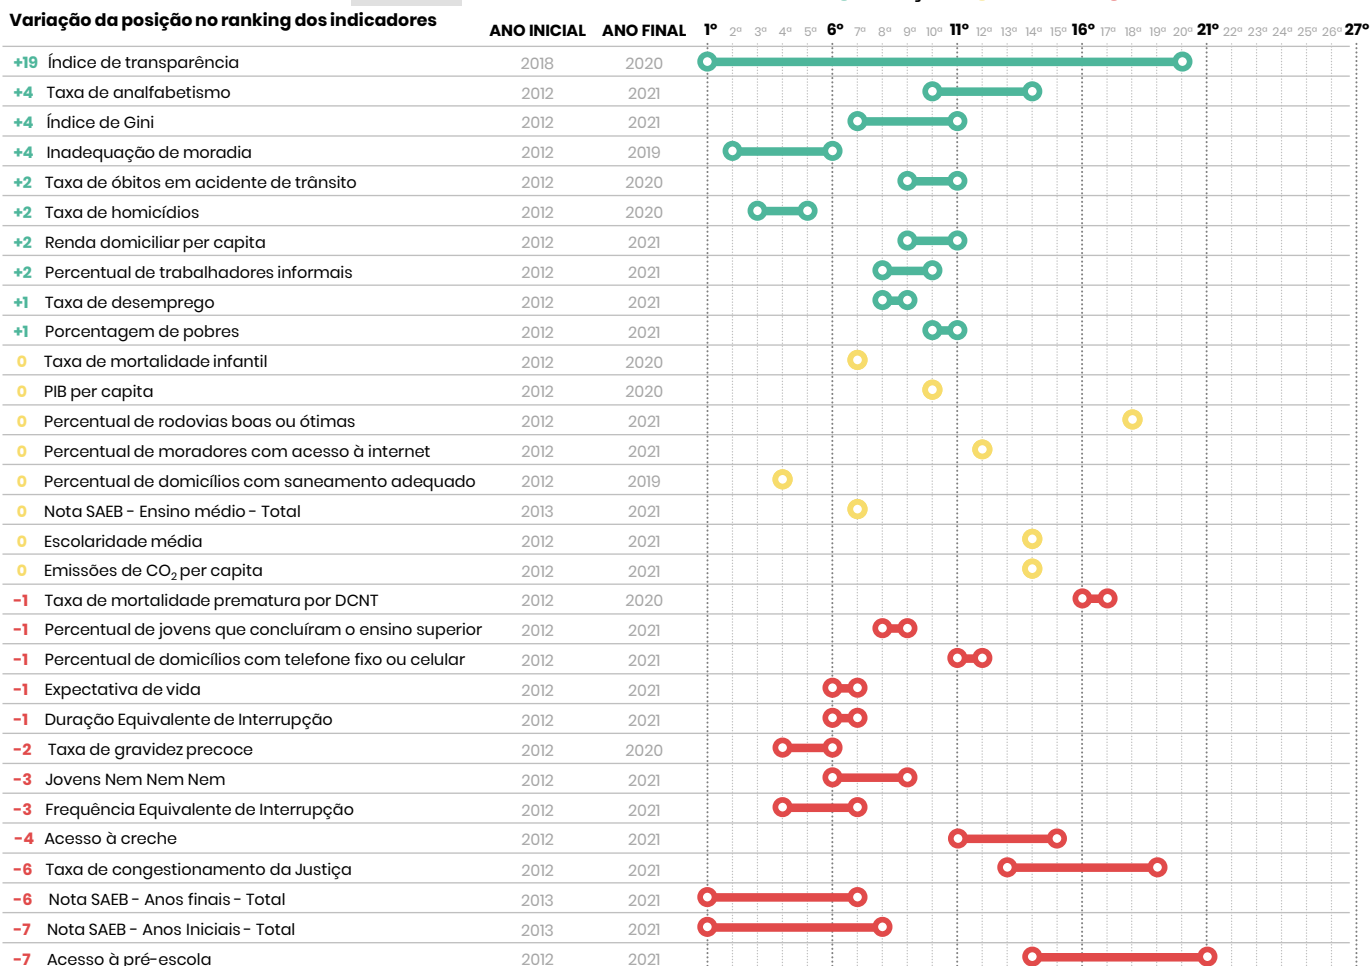 Variação da posição no ranking dos indicadores ANO INICIAL ANO FINAL 1º 2º 3º 4º 5º 6º 7º 8º 9º 10º 11º 12º 13º 14º 15º 16º 17º 18º 19º 20º 21º 22º 23º 24º 25º 26º 27º
+19 Índice de transparência 2018 2020
+4 Taxa de analfabetismo 2012 2021
+4 Índice de Gini 2012 2021
+4 Inadequação de moradia 2012 2019
+2 Taxa de óbitos em acidente de trânsito 2012 2020
+2 Taxa de homicídios 2012 2020
+2 Renda domiciliar per capita 2012 2021
+2 Percentual de trabalhadores informais 2012 2021
+1 Taxa de desemprego 2012 2021
+1 Porcentagem de pobres 2012 2021
0 Taxa de mortalidade infantil 2012 2020
0 PIB per capita 2012 2020
0 Percentual de rodovias boas ou ótimas 2012 2021
0 Percentual de moradores com acesso à internet 2012 2021
0 Percentual de domicílios com saneamento adequado 2012 2019
0 Nota SAEB - Ensino médio - Total 2013 2021
0 Escolaridade média 2012 2021
0 Emissões de CO₂ per capita 2012 2021
-1 Taxa de mortalidade prematura por DCNT 2012 2020
-1 Percentual de jovens que concluíram o ensino superior 2012 2021
-1 Percentual de domicílios com telefone fixo ou celular 2012 2021
-1 Expectativa de vida 2012 2021
-1 Duração Equivalente de Interrupção 2012 2021
-2 Taxa de gravidez precoce 2012 2020
-3 Jovens Nem Nem Nem 2012 2021
-3 Frequência Equivalente de Interrupção 2012 2021
-4 Acesso à creche 2012 2021
-6 Taxa de congestionamento da Justiça 2012 2021
-6 Nota SAEB - Anos finais - Total 2013 2021
-7 Nota SAEB - Anos Iniciais - Total 2013 2021
-7 Acesso à pré-escola 2012 2021